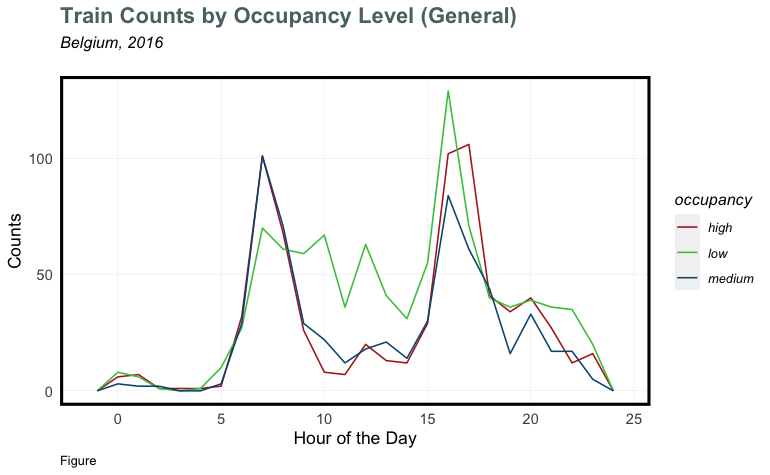 Train Counts by Occupancy Level (General)
Belgium, 2016
Counts
100
50
0
0 5 10 15 20 25
Hour of the Day
occupancy
high
low
medium
Figure